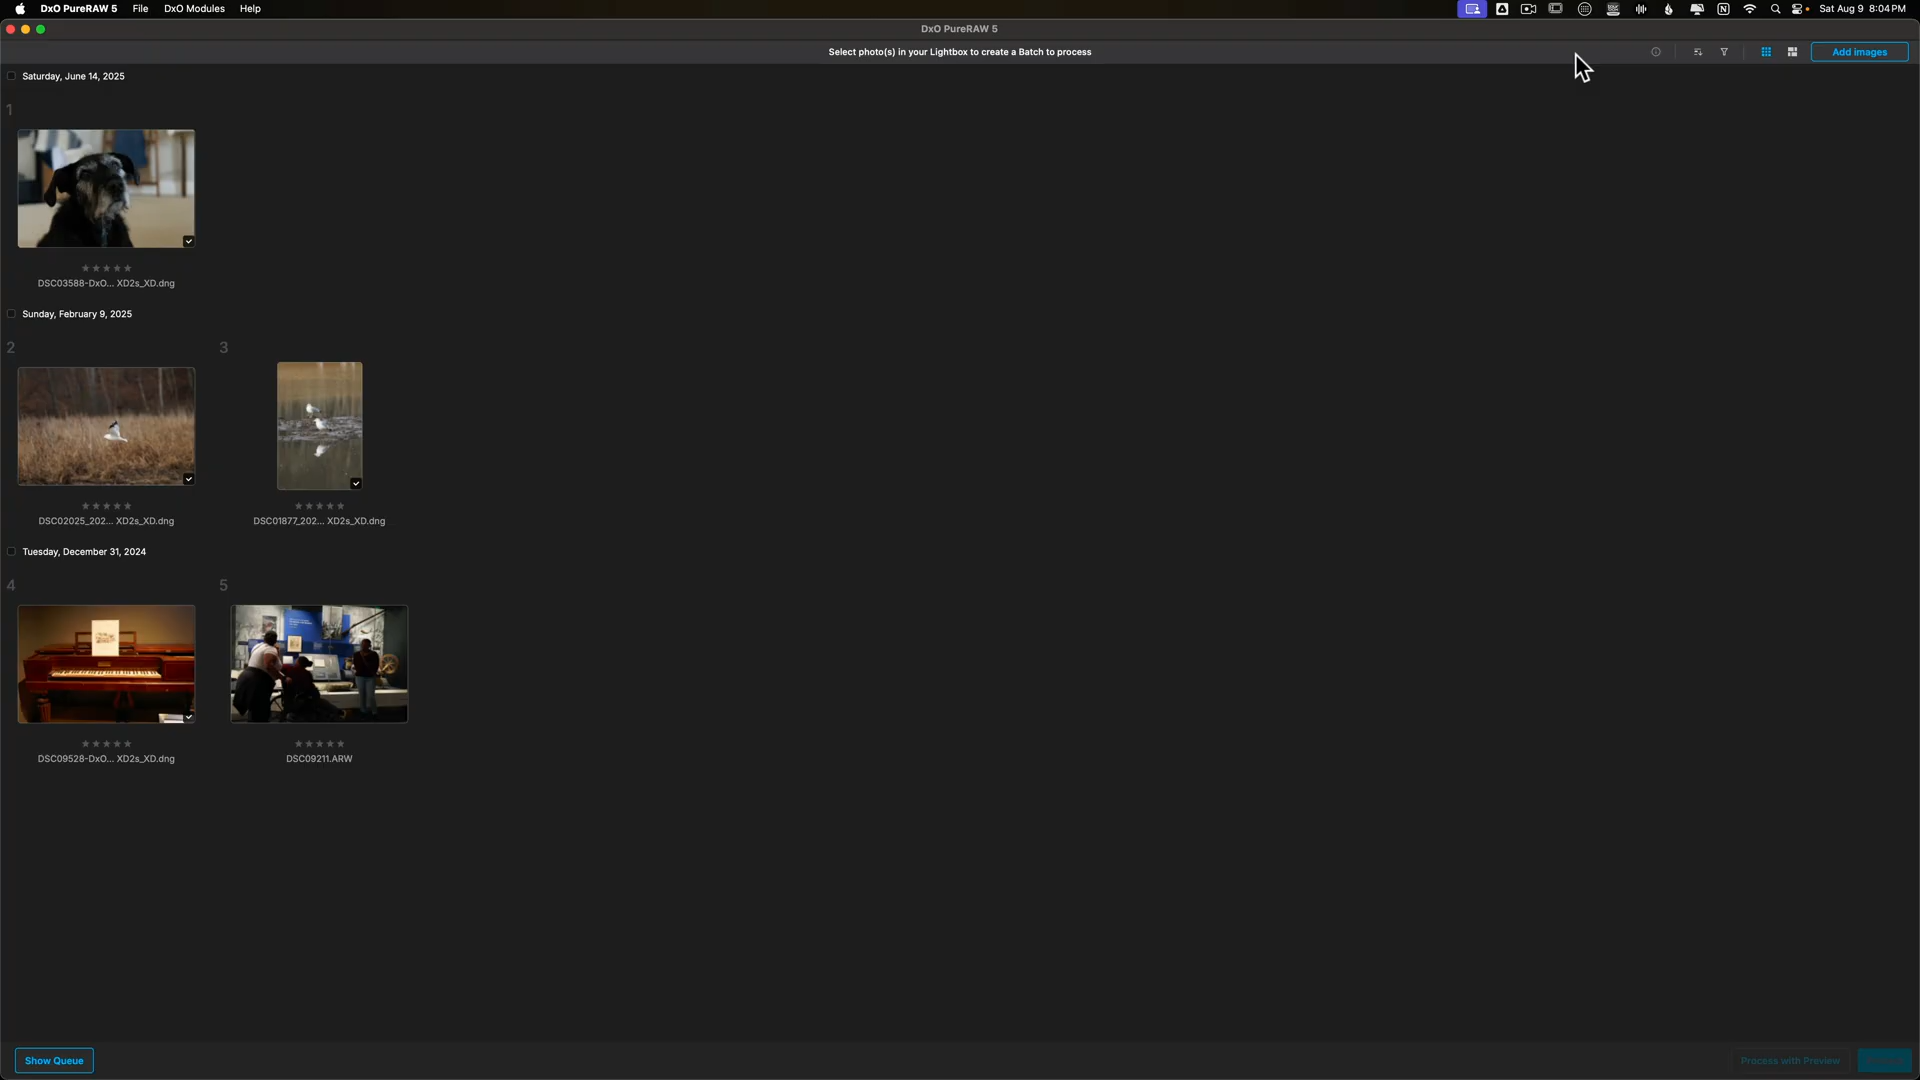 DxO PureRAW 5 File DxO Modules Help
Sat Aug 9 8:04 PM
DxO PureRAW 5
Select photo(s) in your Lightbox to create a Batch to process
Add images
Saturday, June 14, 2025
1
DSC03588-DxO... XD2s_XD.dng
Sunday, February 9, 2025
2 3
DSC02025_202... XD2s_XD.dng DSC01877_202... XD2s_XD.dng
Tuesday, December 31, 2024
4 5
DSC09528-DxO... XD2s_XD.dng DSC09211.ARW
Show Queue
Process with Preview